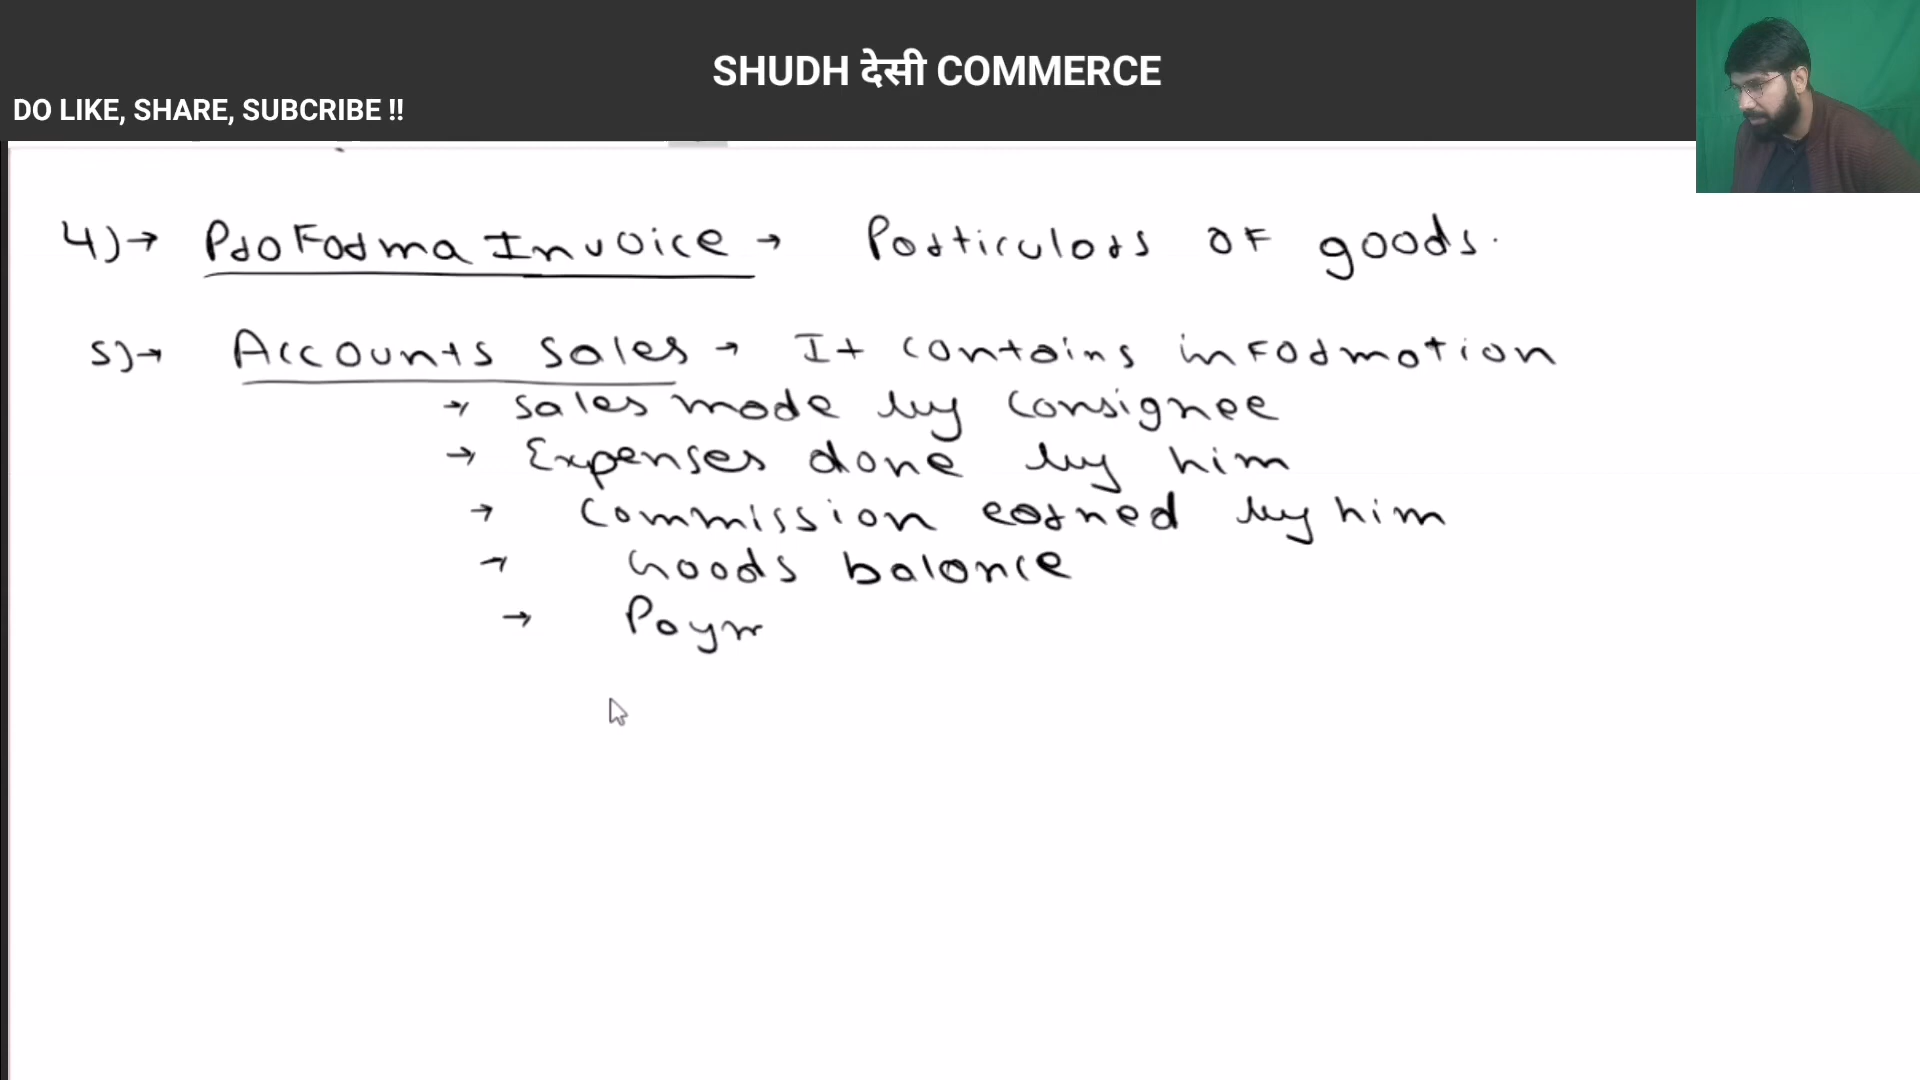 SHUDH देसी COMMERCE
DO LIKE, SHARE, SUBCRIBE !!
4)→ ProForma Invoice → Particulars of goods.
5)→ Accounts Sales → It contains information
→ Sales made by consignee
→ Expenses done by him
→ Commission earned by him
→ Goods balance
→ Paym